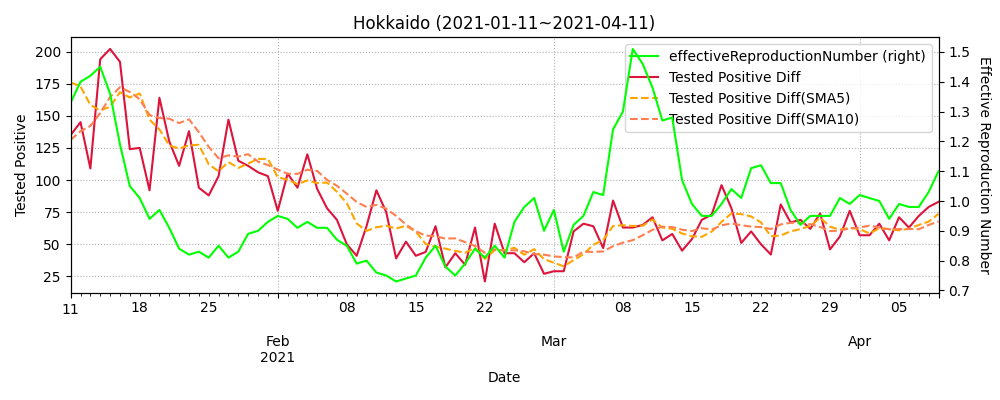 Hokkaido (2021-01-11~2021-04-11)
effectiveReproductionNumber (right)
Tested Positive Diff
Tested Positive Diff(SMA5)
Tested Positive Diff(SMA10)
Tested Positive
200
175
150
125
100
75
50
25
1.5
1.4
1.3
1.2
1.1
1.0
0.9
0.8
0.7
Effective Reproduction Number
11 18 25 08 15 22 08 15 22 29 05
Feb Mar Apr
2021
Date